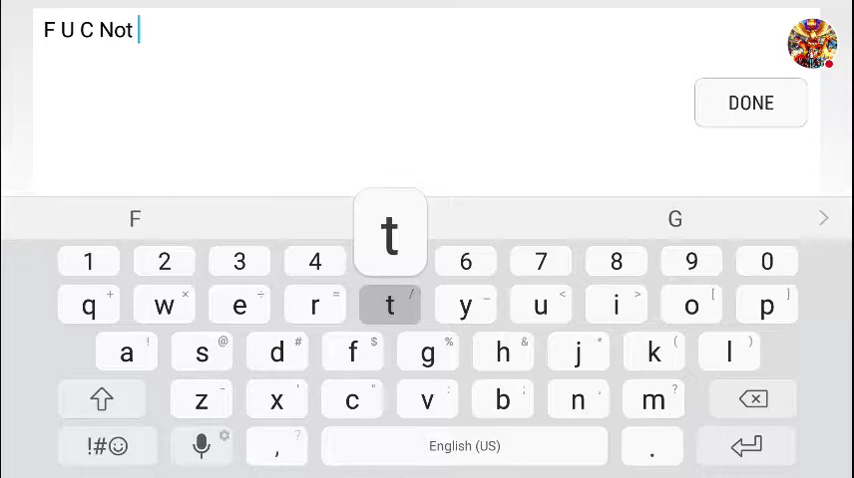 F U C Not
DONE
F G
t
1 2 3 4 6 7 8 9 0
q + w × e ÷ r = t / y _ u < i > o [ p ]
a ! s @ d # f $ g % h & j * k ( l )
z - x ' c " v : b ; n , m ?
!#☺ , ? English (US) .